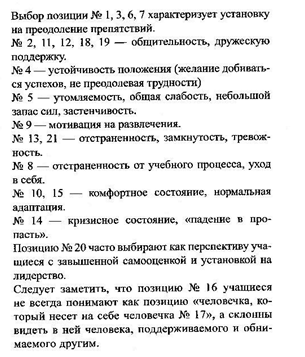 Выбор позиции № 1, 3, 6, 7 характеризует установку
на преодоление препятствий.
№ 2, 11, 12, 18, 19 — общительность, дружескую
поддержку.
№ 4 — устойчивость положения (желание добивать-
ся успехов, не преодолевая трудности)
№ 5 — утомляемость, общая слабость, небольшой
запас сил, застенчивость.
№ 9 — мотивация на развлечения.
№ 13, 21 — отстраненность, замкнутость, тревож-
ность.
№ 8 — отстраненность от учебного процесса, уход
в себя.
№ 10, 15 — комфортное состояние, нормальная
адаптация.
№ 14 — кризисное состояние, «падение в про-
пасть».
Позицию № 20 часто выбирают как перспективу уча-
щиеся с завышенной самооценкой и установкой на
лидерство.
Следует заметить, что позицию № 16 учащиеся
не всегда понимают как позицию «человечка, ко-
торый несет на себе человечка № 17», а склонны
видеть в ней человека, поддерживаемого и обни-
маемого другим.